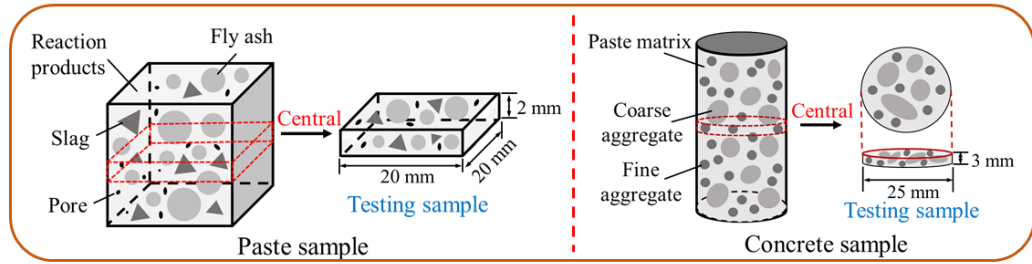 Reaction
products
Fly ash
Slag
Pore
Central
2 mm
20 mm
20 mm
Testing sample
Paste sample
Paste matrix
Coarse
aggregate
Fine
aggregate
Central
3 mm
25 mm
Testing sample
Concrete sample